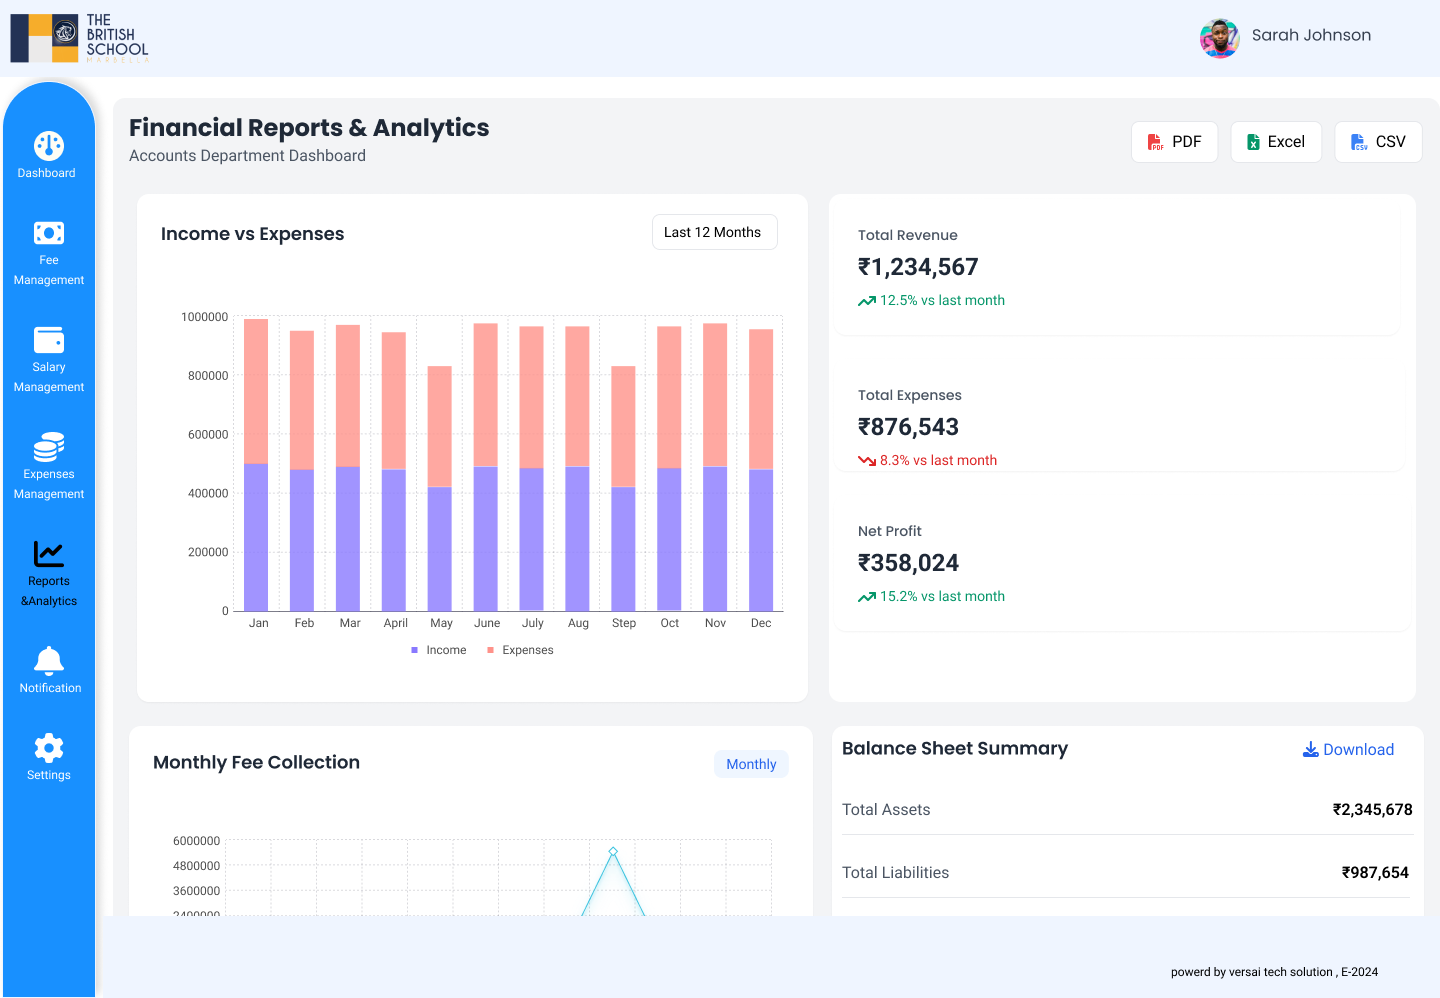 THE
BRITISH
SCHOOL
MARBELLA
Sarah Johnson
Dashboard
Fee
Management
Salary
Management
Expenses
Management
Reports
&Analytics
Notification
Settings
Financial Reports & Analytics
Accounts Department Dashboard
PDF PDF
Excel
CSV CSV
Income vs Expenses
Last 12 Months
1000000
800000
600000
400000
200000
0
Jan Feb Mar April May June July Aug Step Oct Nov Dec
Income Expenses
Total Revenue
₹1,234,567
12.5% vs last month
Total Expenses
₹876,543
8.3% vs last month
Net Profit
₹358,024
15.2% vs last month
Monthly Fee Collection
Monthly
6000000
4800000
3600000
2400000
Balance Sheet Summary
Download
Total Assets ₹2,345,678
Total Liabilities ₹987,654
powerd by versai tech solution , E-2024